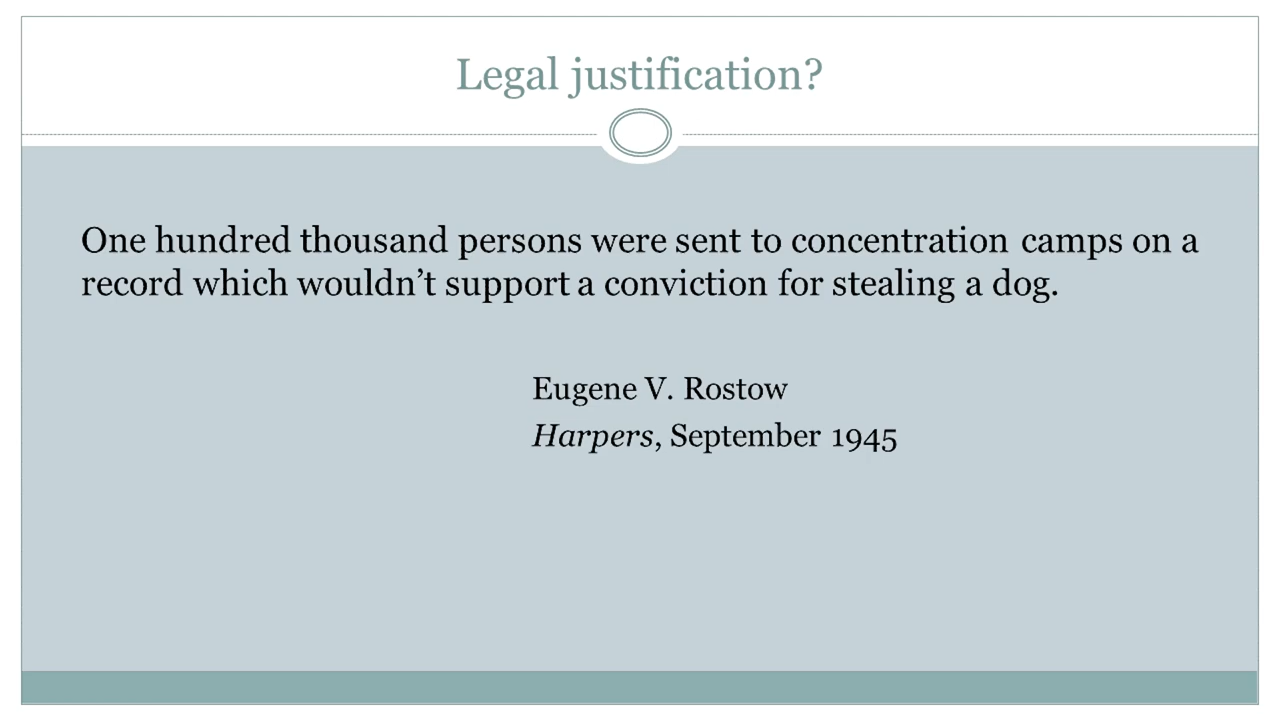 Legal justification?
One hundred thousand persons were sent to concentration camps on a
record which wouldn’t support a conviction for stealing a dog.
Eugene V. Rostow
Harpers, September 1945